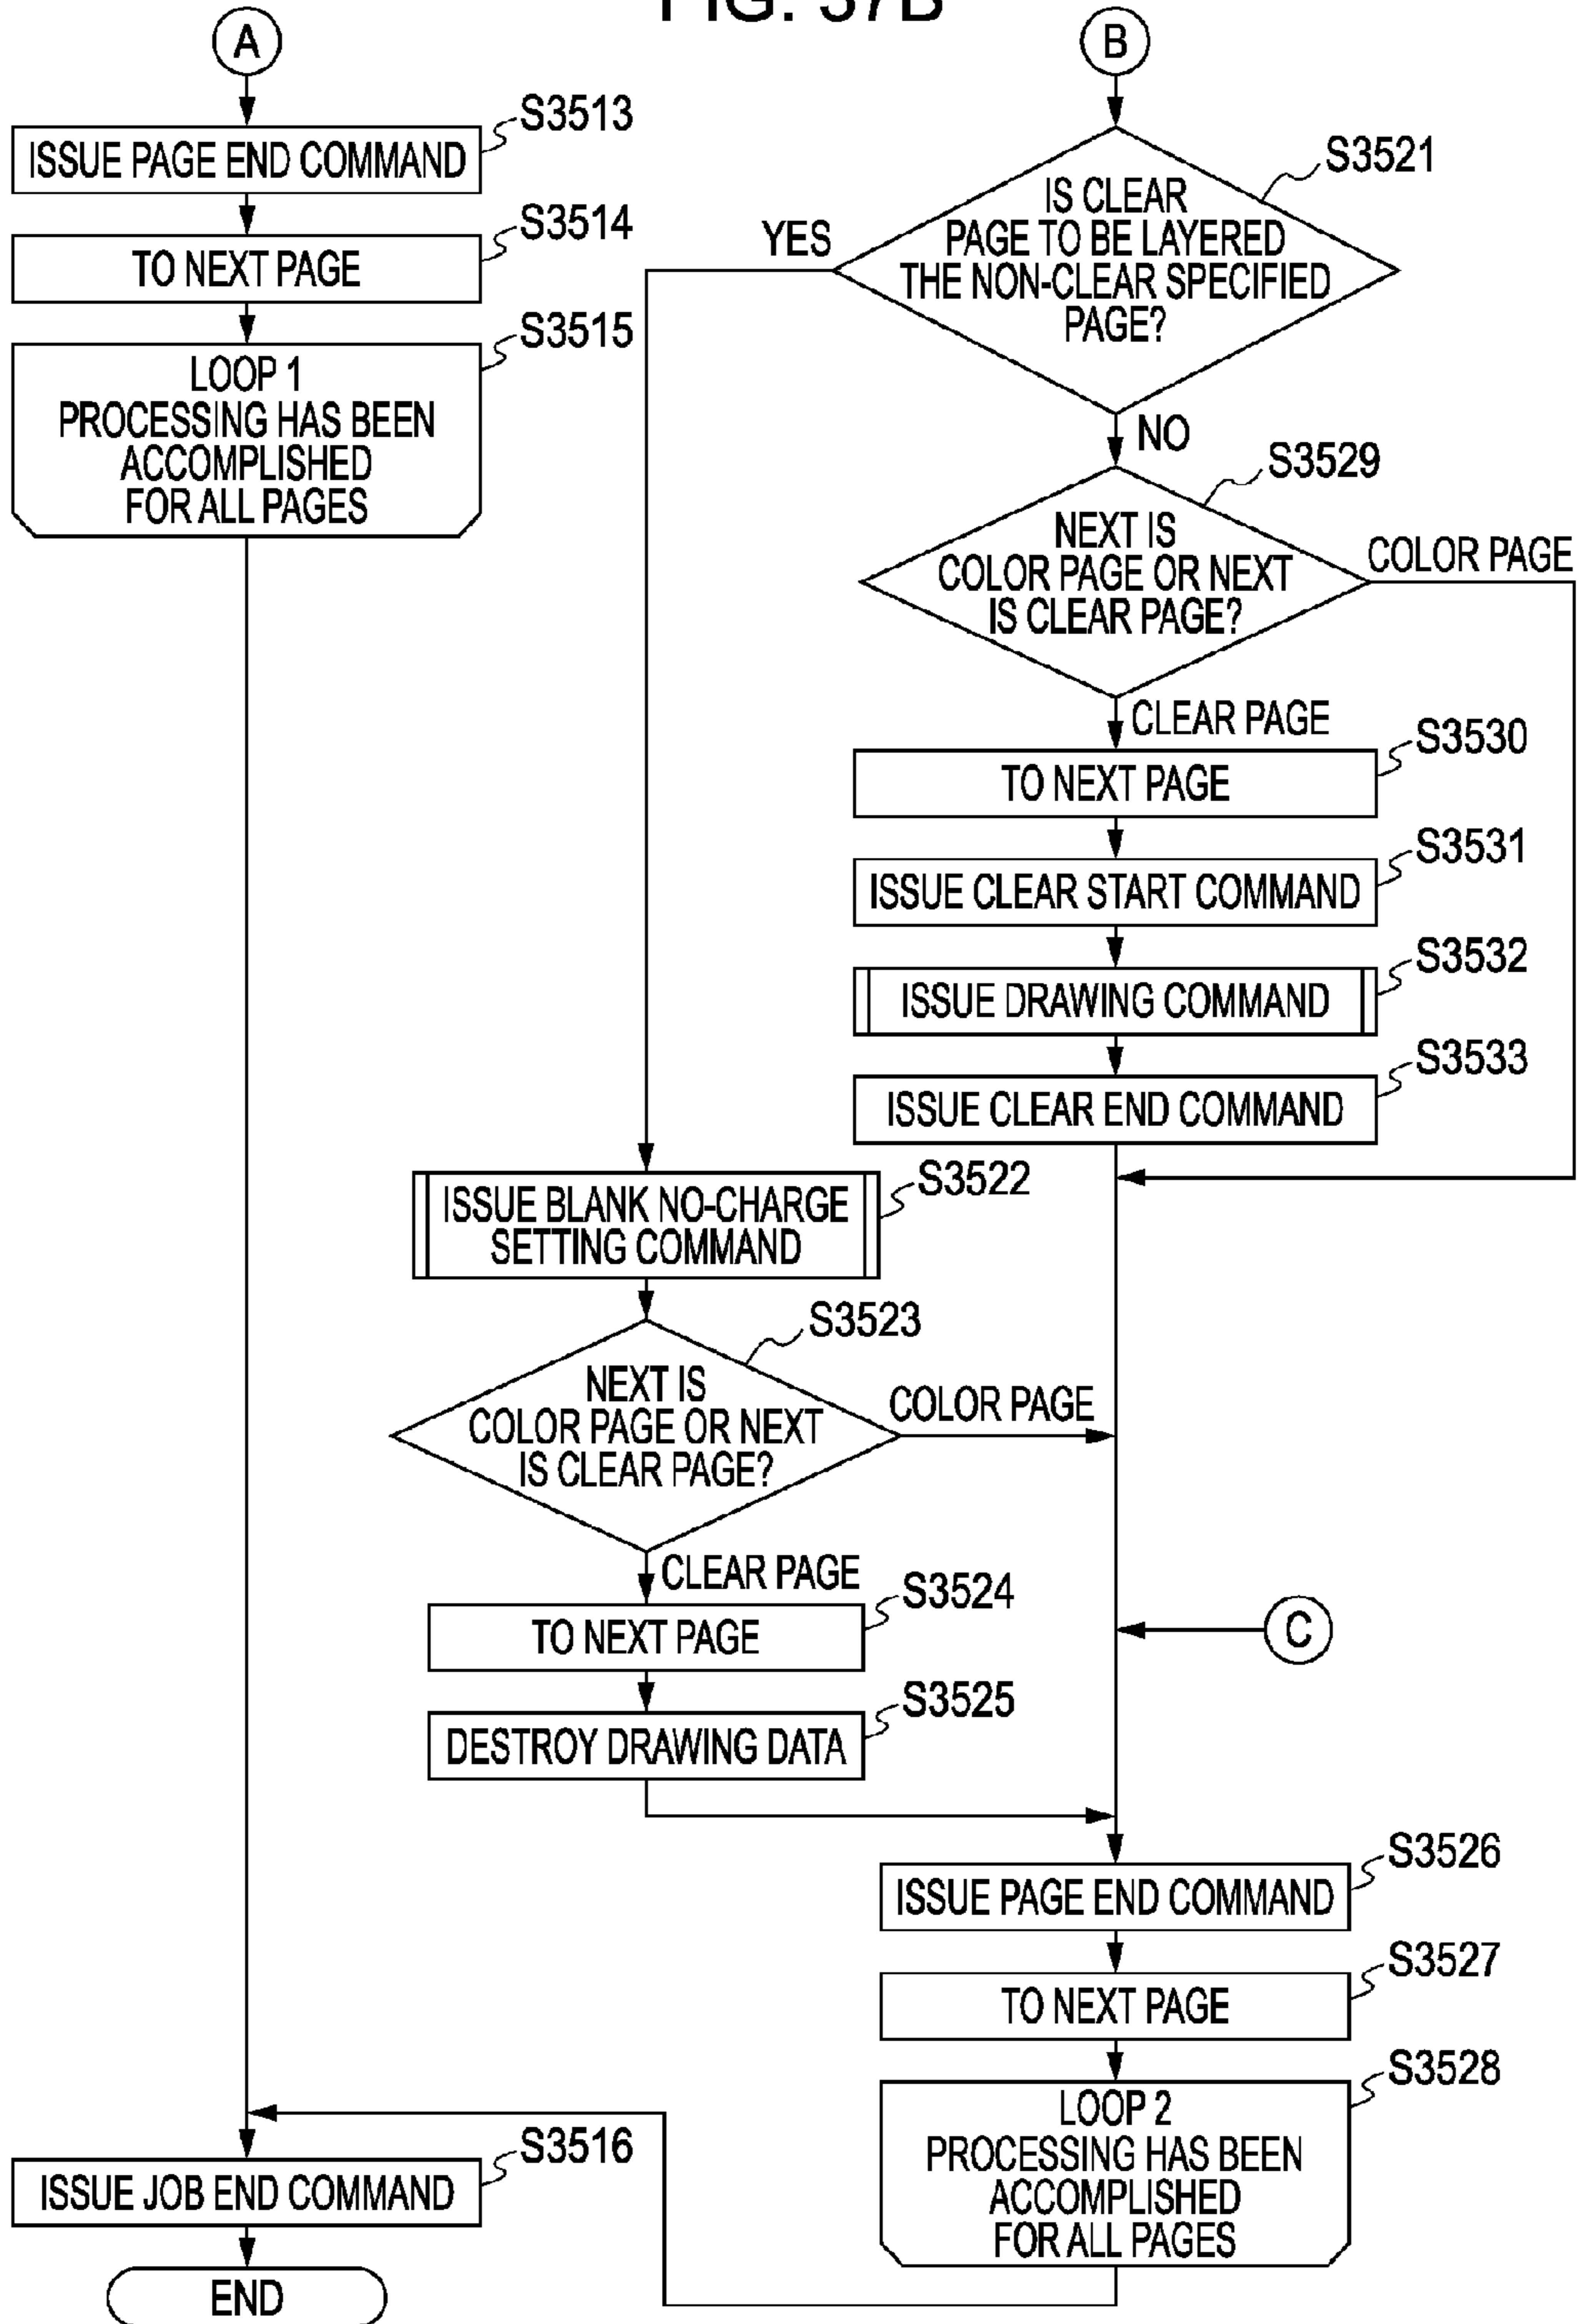 FIG. 37B
A
S3513
ISSUE PAGE END COMMAND
S3514
TO NEXT PAGE
S3515
LOOP 1
PROCESSING HAS BEEN
ACCOMPLISHED
FOR ALL PAGES
B
S3521
IS CLEAR
PAGE TO BE LAYERED
THE NON-CLEAR SPECIFIED
PAGE?
YES
NO
S3529
NEXT IS
COLOR PAGE OR NEXT
IS CLEAR PAGE?
COLOR PAGE
CLEAR PAGE
S3530
TO NEXT PAGE
S3531
ISSUE CLEAR START COMMAND
S3532
ISSUE DRAWING COMMAND
S3533
ISSUE CLEAR END COMMAND
S3522
ISSUE BLANK NO-CHARGE
SETTING COMMAND
S3523
NEXT IS
COLOR PAGE OR NEXT
IS CLEAR PAGE?
COLOR PAGE
CLEAR PAGE
S3524
TO NEXT PAGE
C
S3525
DESTROY DRAWING DATA
S3526
ISSUE PAGE END COMMAND
S3527
TO NEXT PAGE
S3528
LOOP 2
PROCESSING HAS BEEN
ACCOMPLISHED
FOR ALL PAGES
S3516
ISSUE JOB END COMMAND
END